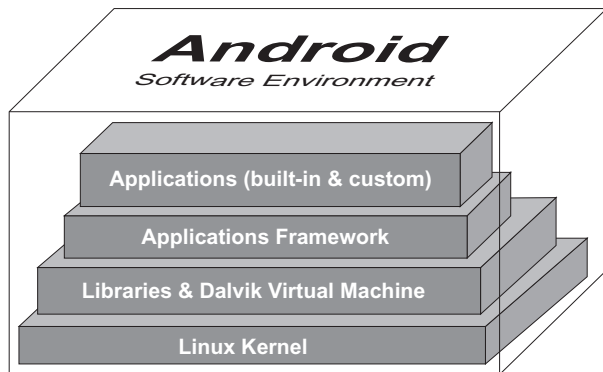 Android
Software Environment
Applications (built-in & custom)
Applications Framework
Libraries & Dalvik Virtual Machine
Linux Kernel